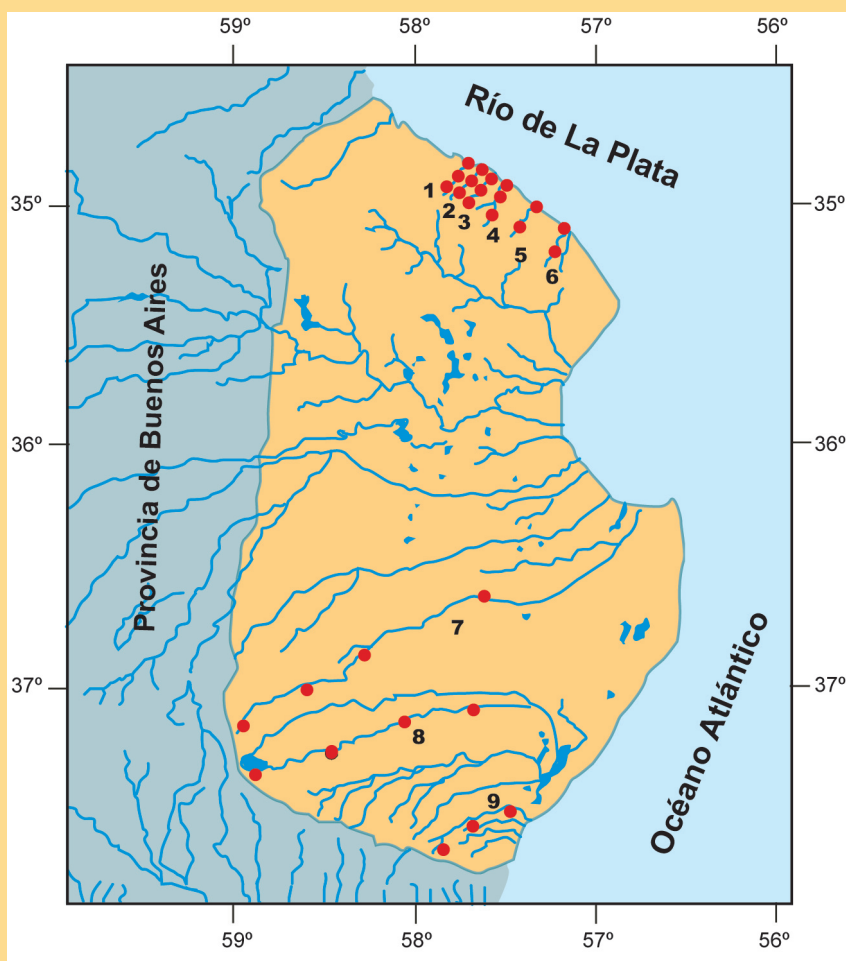 59º 58º 57º 56º
Río de La Plata
35º
35º
1
2
3
4
5
6
Provincia de Buenos Aires
36º
36º
7
37º
37º
8
9
Océano Atlántico
59º 58º 57º 56º